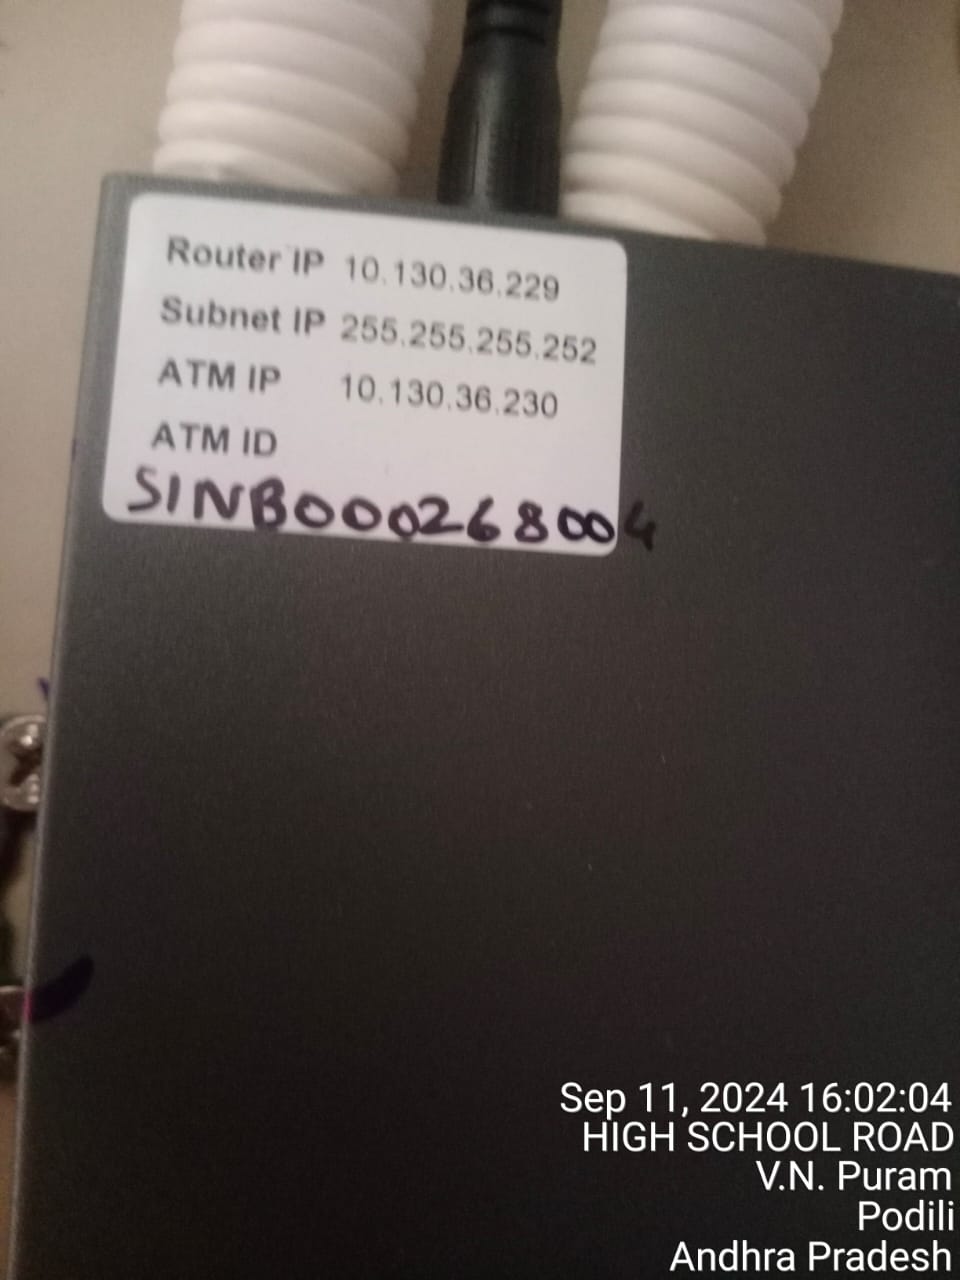 Router IP 10.130.36.229
Subnet IP 255.255.255.252
ATM IP 10.130.36.230
ATM ID
S1NB000268004
Sep 11, 2024 16:02:04
HIGH SCHOOL ROAD
V.N. Puram
Podili
Andhra Pradesh